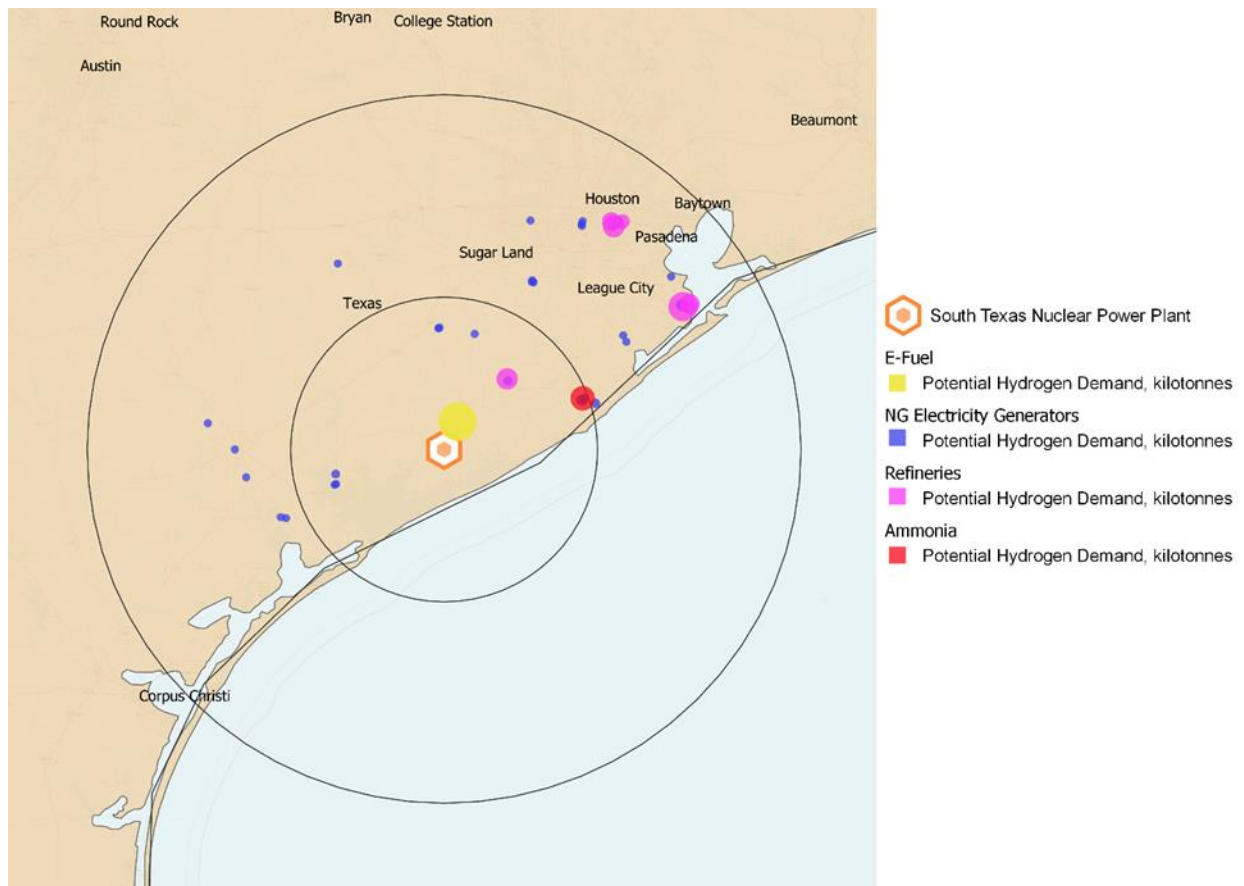 Round Rock
Bryan
College Station
Austin
Beaumont
Houston
Baytown
Pasadena
Sugar Land
League City
Texas
Corpus Christi
South Texas Nuclear Power Plant
E-Fuel
Potential Hydrogen Demand, kilotonnes
NG Electricity Generators
Potential Hydrogen Demand, kilotonnes
Refineries
Potential Hydrogen Demand, kilotonnes
Ammonia
Potential Hydrogen Demand, kilotonnes